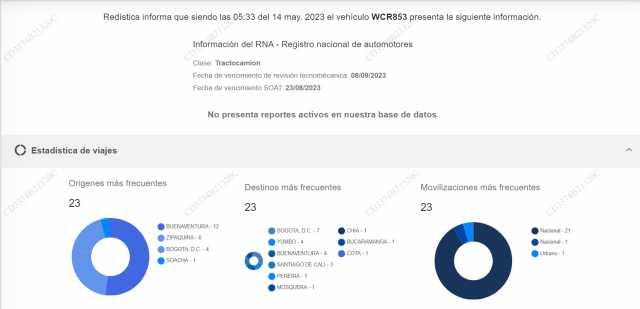 Redistica informa que siendo las 05:33 del 14 may. 2023 el vehículo WCR853 presenta la siguiente información.
Información del RNA - Registro nacional de automotores
Clase: Tractocamion
Fecha de vencimento de revisión tecnomécanica: 08/09/2023
Fecha de vencimiento SOAT: 23/08/2023
No presenta reportes activos en nuestra base de datos
Estadistica de viajes
Origenes más frecuentes
23
BUENAVENTURA - 12
ZIPAQUIRA - 6
BOGOTA, D.C. - 4
SOACHA - 1
Destinos más frecuentes
23
BOGOTA, D.C. - 7
YUMBO - 4
BUENAVENTURA - 4
SANTIAGO DE CALI - 3
PEREIRA - 1
MOSQUERA - 1
CHIA - 1
BUCARAMANGA - 1
COTA - 1
Movilizaciones más frecuentes
23
Nacional - 21
Nacional - 1
Urbano - 1